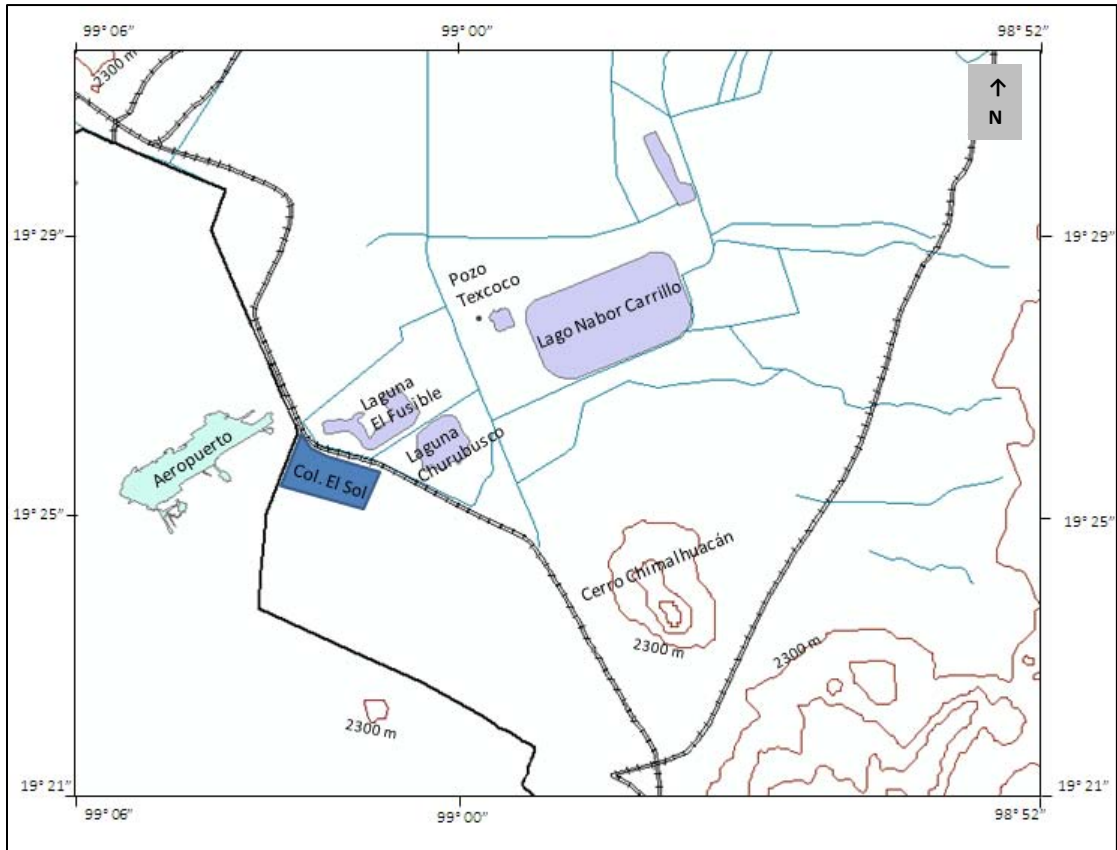 99° 06”
99° 00”
98° 52”
2300 m
↑
N
19° 29”
19° 29”
Pozo
Texcoco
Lago Nabor Carrillo
Laguna
El Fusible
Laguna
Churubusco
Aeropuerto
Col. El Sol
19° 25”
19° 25”
Cerro Chimalhuacán
2300 m
2300 m
2300 m
19° 21”
19° 21”
99° 06”
99° 00”
98° 52”